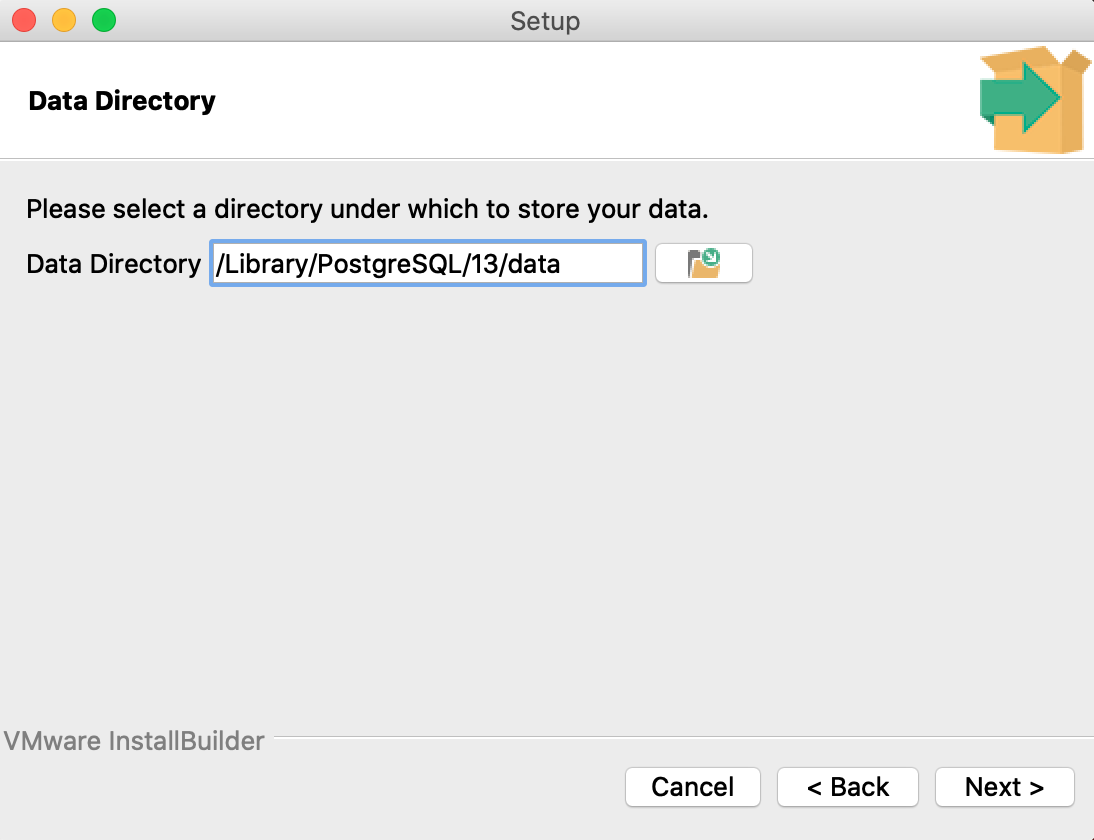 Setup
Data Directory
Please select a directory under which to store your data.
Data Directory /Library/PostgreSQL/13/data
VMware InstallBuilder
Cancel < Back Next >